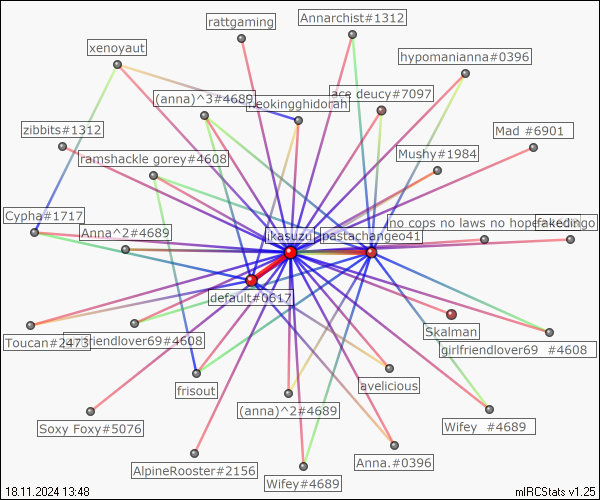 rattgaming
Annarchist#1312
xenoyaut
hypomanianna#0396
ace deucy#7097
(anna)^3#4689
eokingghidorah
zibbits#1312
Mad #6901
ramshackle gorey#4608
Mushy#1984
Cypha#1717
no cops no laws no hope
fakedingo
Anna^2#4689
kasuzu
pastachangeo41
default#0617
Skalman
Toucan#2473
friendlover69#4608
girlfriendlover69 #4608
frisout
avelicious
(anna)^2#4689
Soxy Foxy#5076
Wifey #4689
AlpineRooster#2156
Anna.#0396
Wifey#4689
18.11.2024 13:48
mIRCStats v1.25